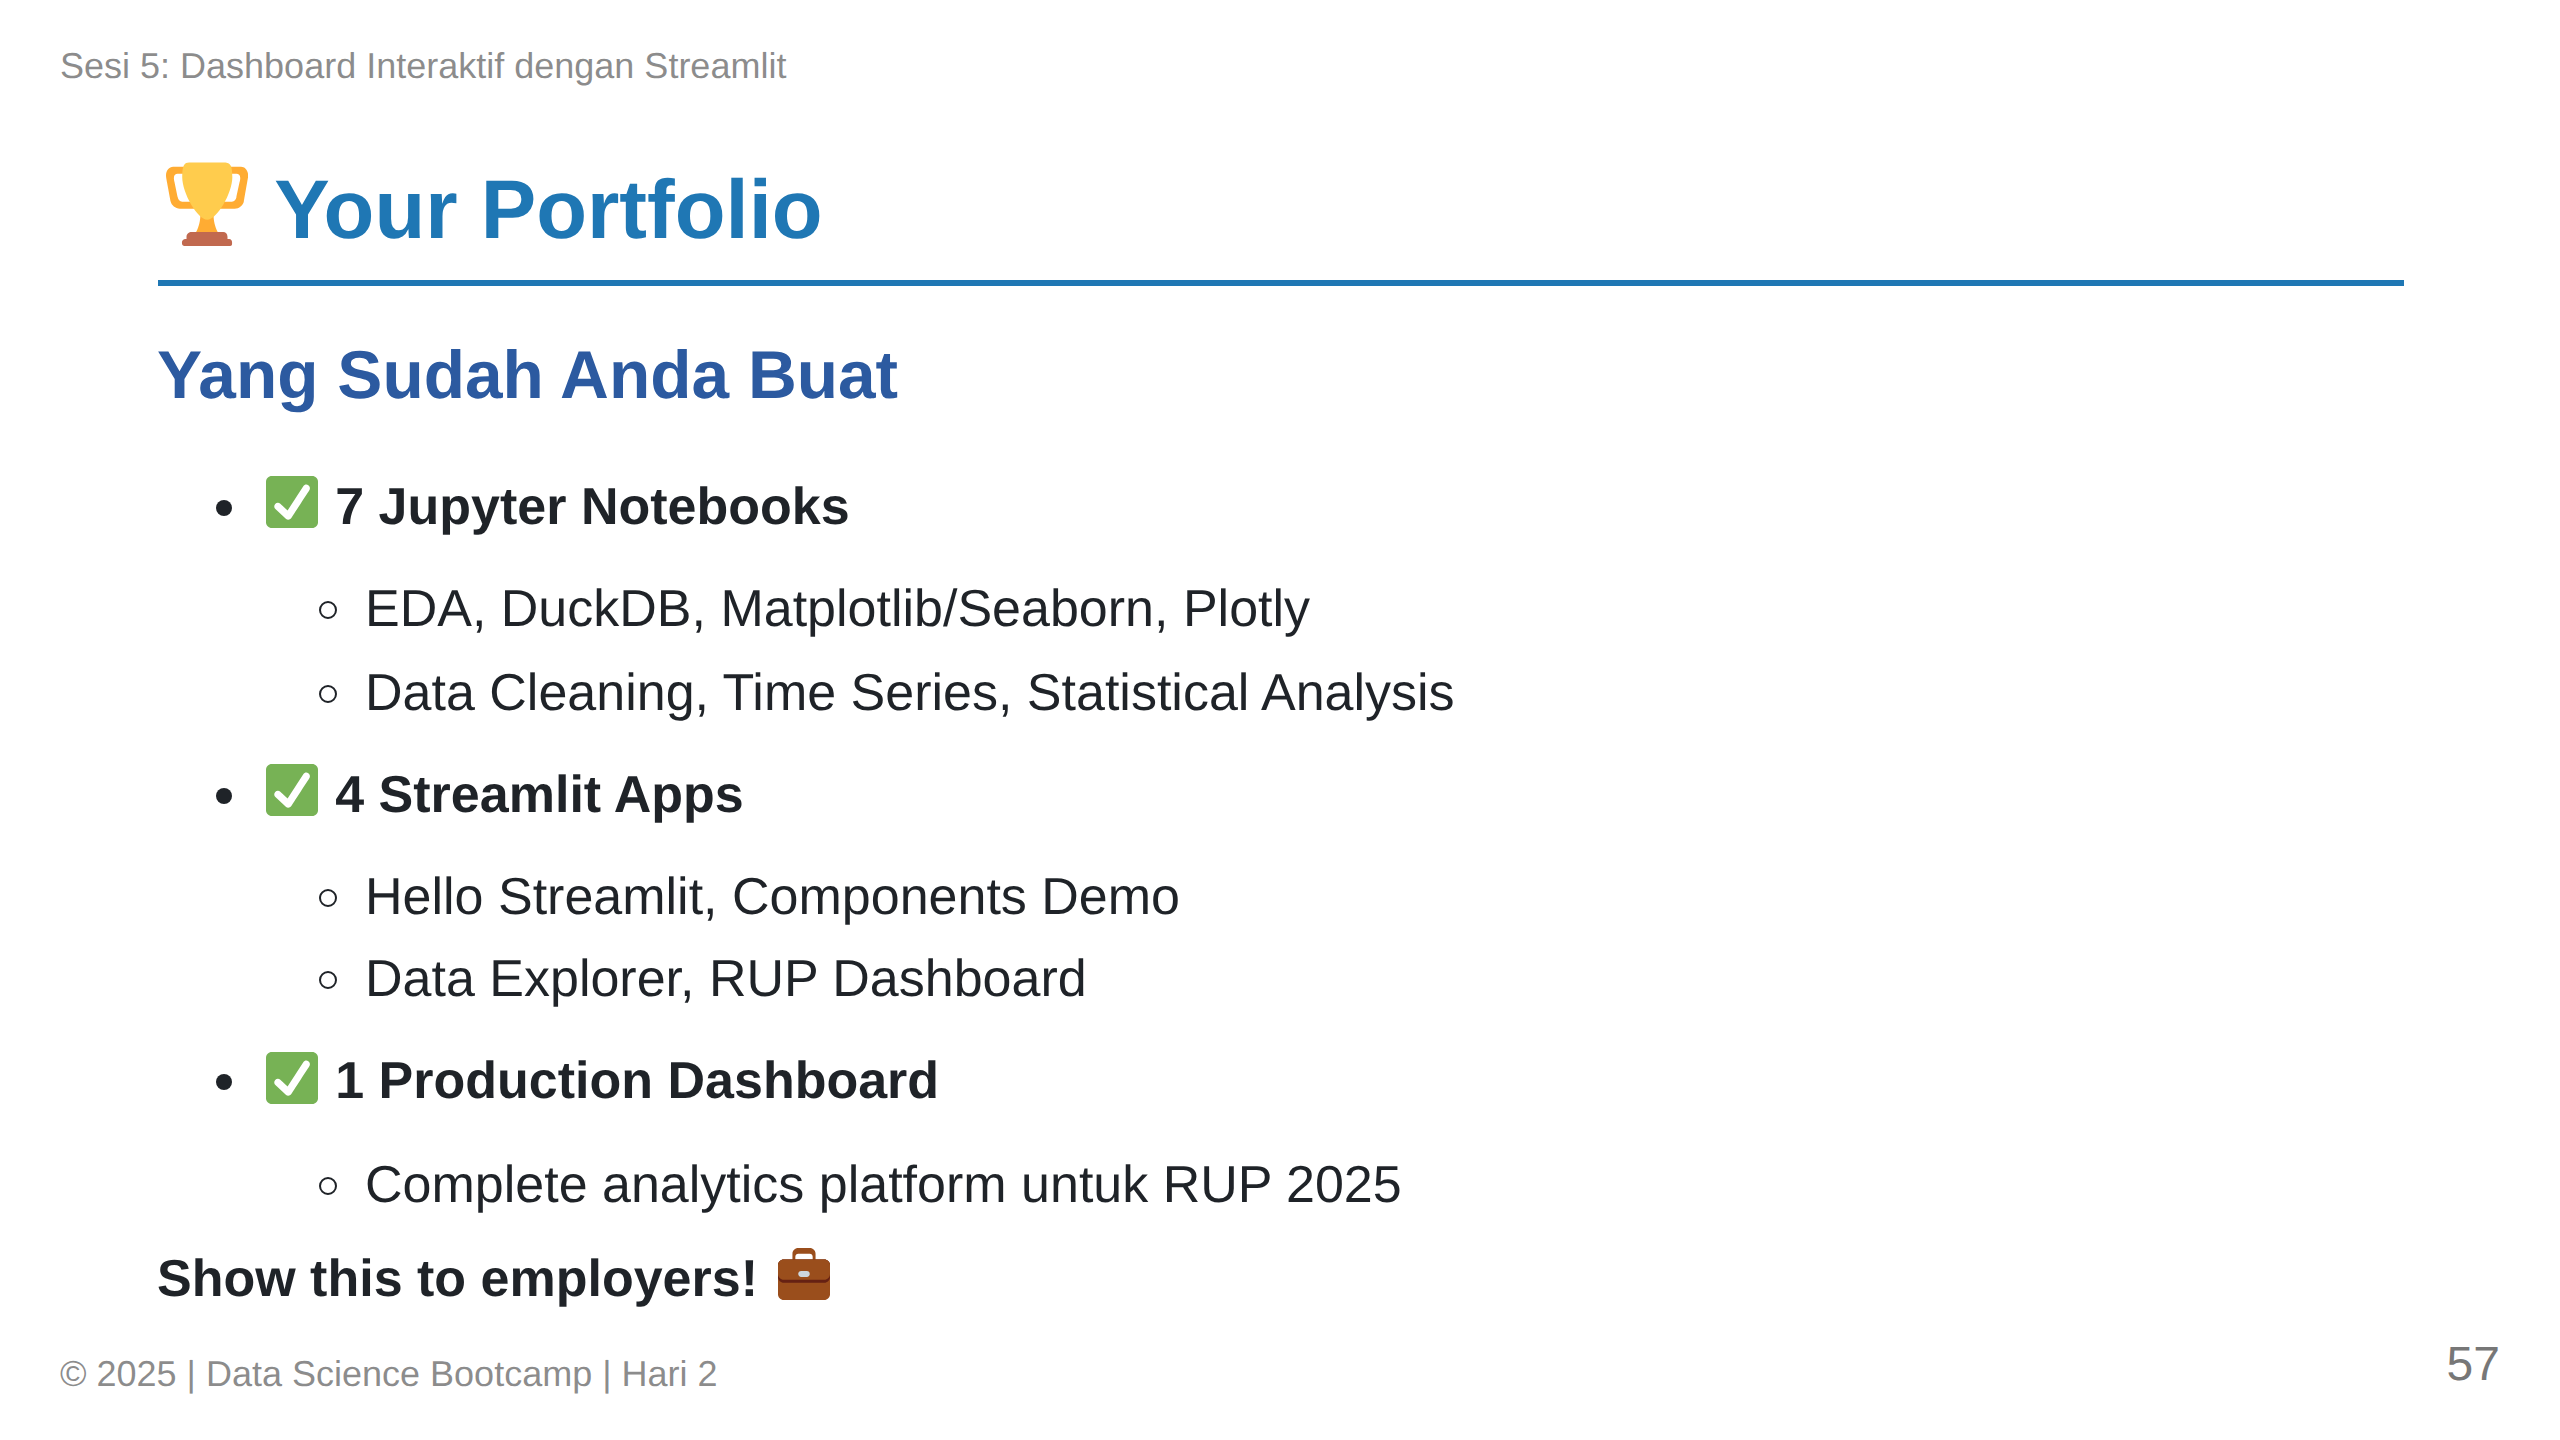 Sesi 5: Dashboard Interaktif dengan Streamlit
🏆 Your Portfolio
Yang Sudah Anda Buat
• ✅ 7 Jupyter Notebooks
◦ EDA, DuckDB, Matplotlib/Seaborn, Plotly
◦ Data Cleaning, Time Series, Statistical Analysis
• ✅ 4 Streamlit Apps
◦ Hello Streamlit, Components Demo
◦ Data Explorer, RUP Dashboard
• ✅ 1 Production Dashboard
◦ Complete analytics platform untuk RUP 2025
Show this to employers! 💼
© 2025 | Data Science Bootcamp | Hari 2
57